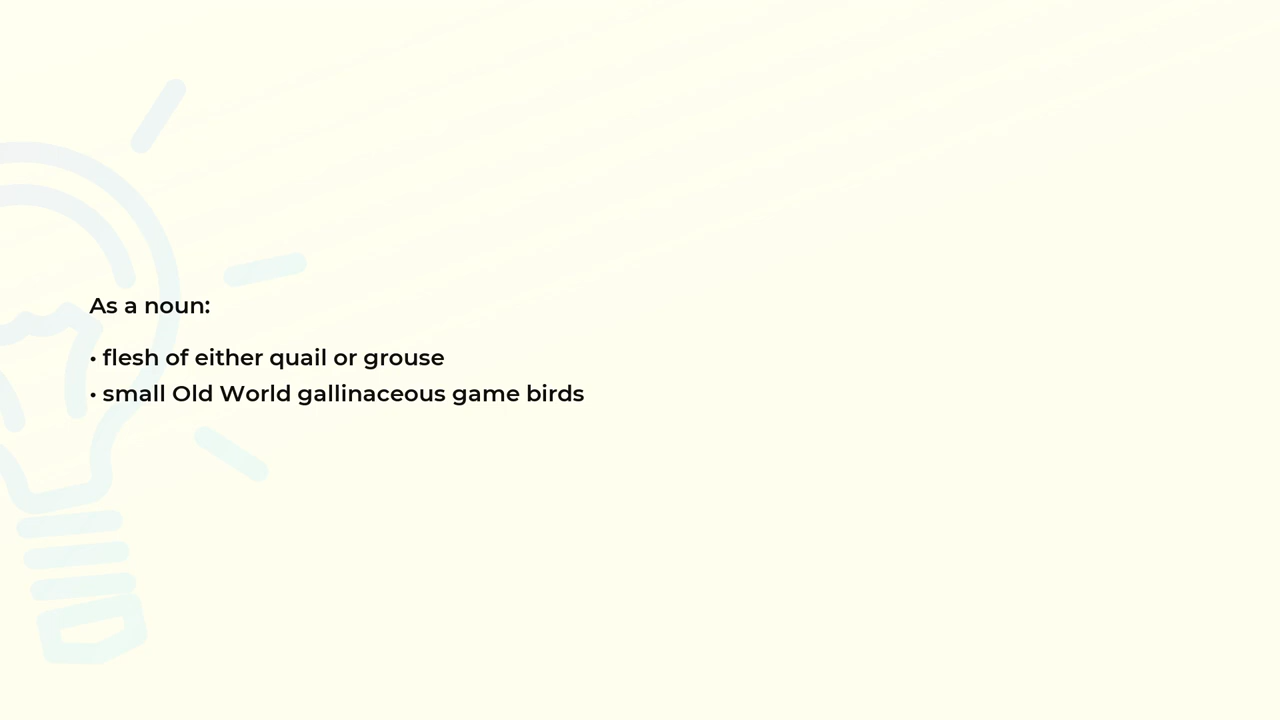 As a noun:
• flesh of either quail or grouse
• small Old World gallinaceous game birds